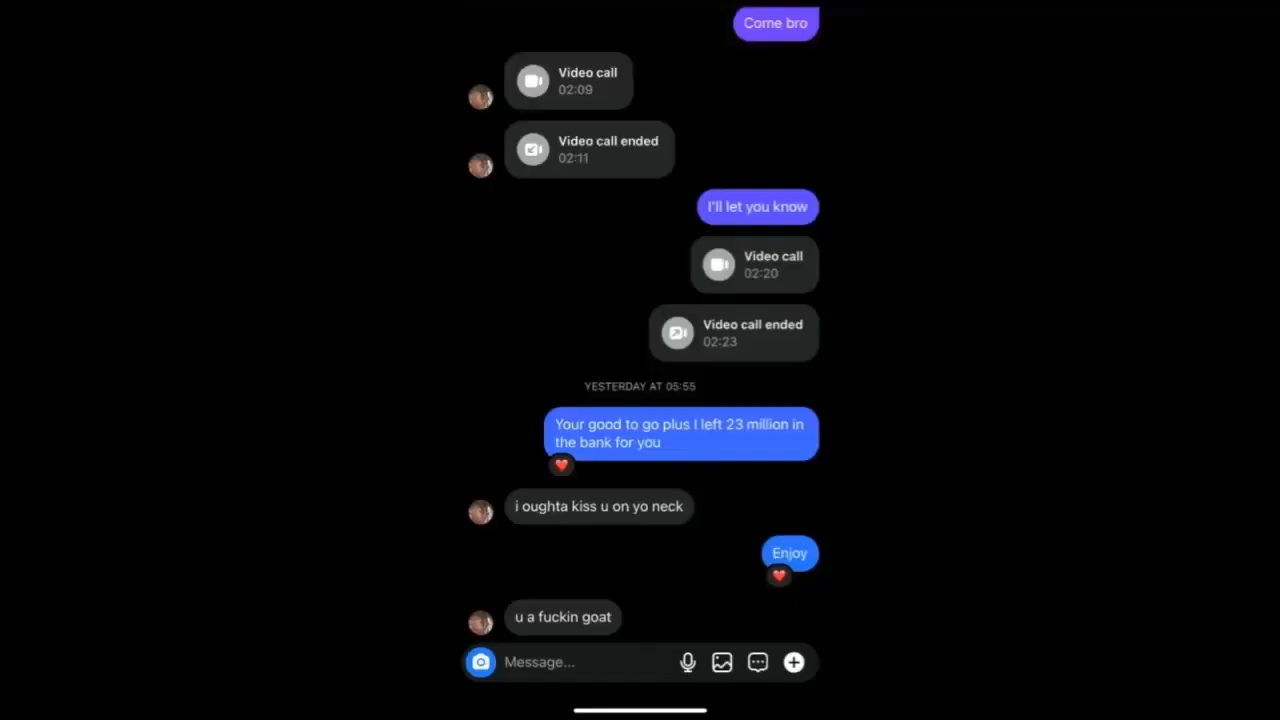 Come bro
Video call
02:09
Video call ended
02:11
I'll let you know
Video call
02:20
Video call ended
02:23
YESTERDAY AT 05:55
Your good to go plus I left 23 million in
the bank for you
i oughta kiss u on yo neck
Enjoy
u a fuckin goat
Message...